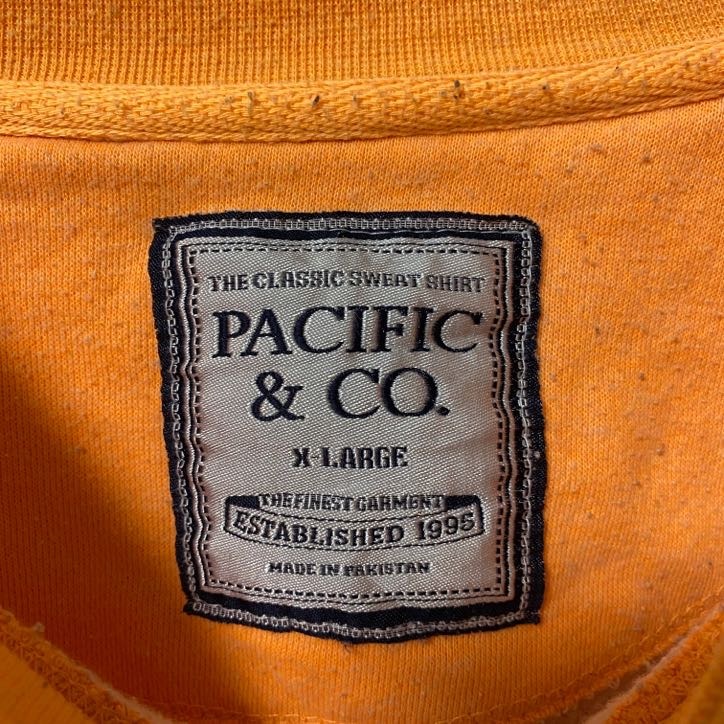 THE CLASSIC SWEAT SHIRT
PACIFIC
& CO.
X-LARGE
THE FINEST GARMENT
ESTABLISHED 1995
MADE IN PAKISTAN